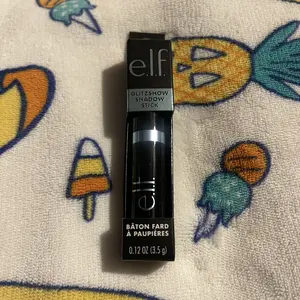 e.l.f.
GLITZSHOW
SHADOW
STICK
e.l.f.
BÂTON FARD
À PAUPIÈRES
0.12 OZ (3.5 g)